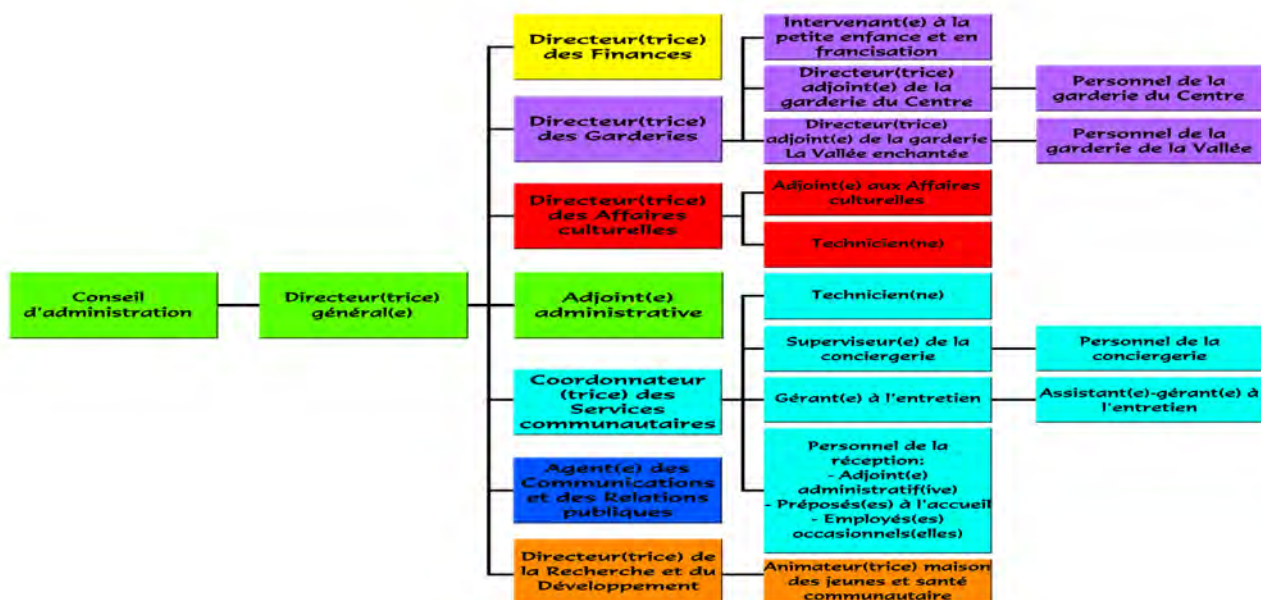 Conseil
d'administration
Directeur(trice)
général(e)
Directeur(trice)
des Finances
Directeur(trice)
des Garderies
Intervenant(e) à la
petite enfance et en
francisation
Directeur(trice)
adjoint(e) de la
garderie du Centre
Personnel de la
garderie du Centre
Directeur(trice)
adjoint(e) de la garderie
La Vallée enchantée
Personnel de la
garderie de la Vallée
Directeur(trice)
des Affaires
culturelles
Adjoint(e) aux Affaires
culturelles
Technicien(ne)
Adjoint(e)
administrative
Coordonnateur
(trice) des
Services
communautaires
Technicien(ne)
Superviseur(e) de la
conciergerie
Personnel de la
conciergerie
Gérant(e) à l'entretien
Assistant(e)-gérant(e) à
l'entretien
Personnel de la
réception:
- Adjoint(e)
administratif(ive)
- Préposés(es) à l'accueil
- Employés(es)
occasionnels(elles)
Agent(e) des
Communications
et des Relations
publiques
Directeur(trice) de
la Recherche et du
Développement
Animateur(trice) maison
des jeunes et santé
communautaire